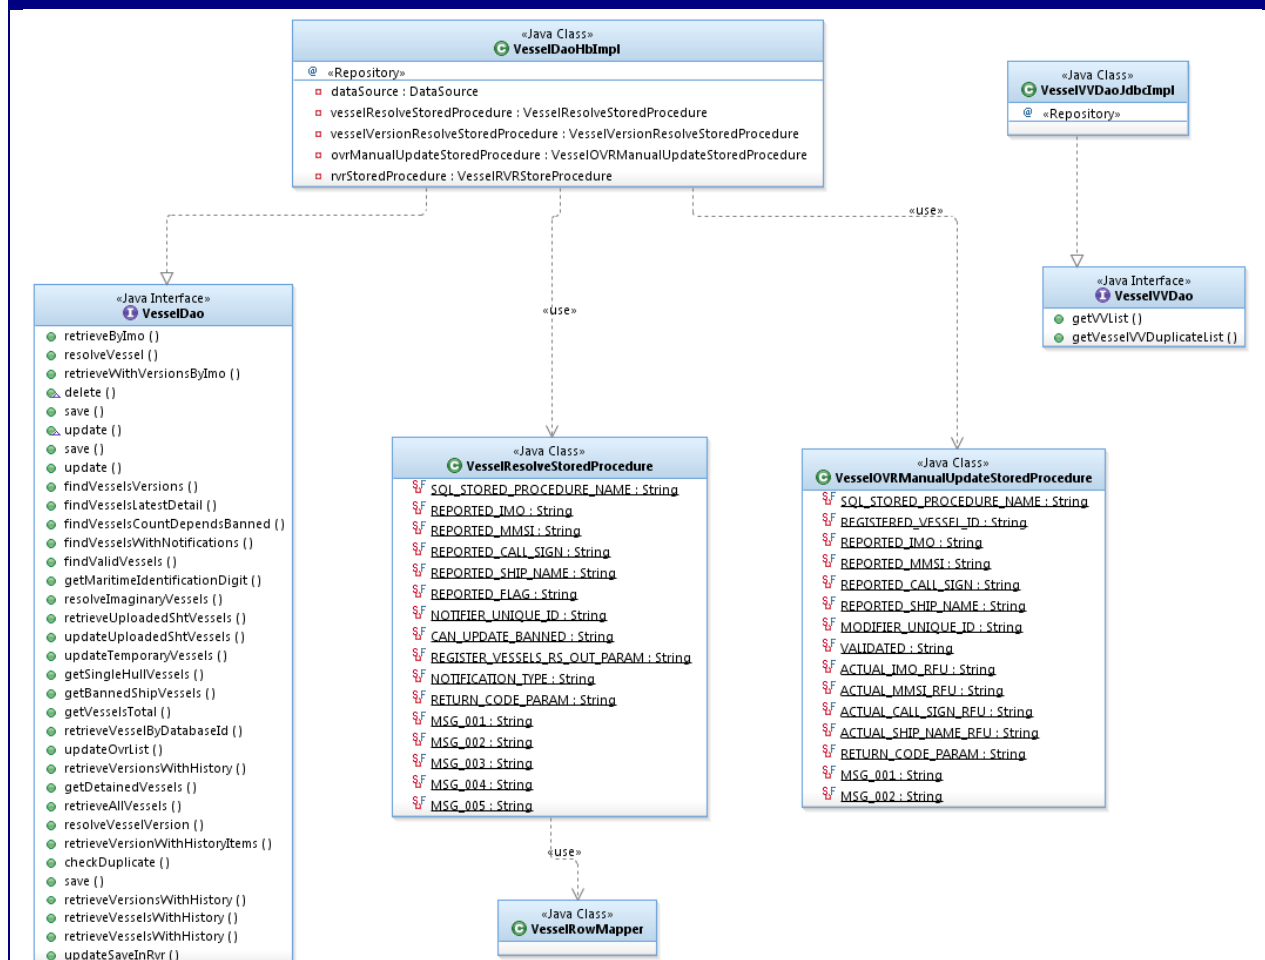 «Java Class»
VesselDaoHbImpl
@ «Repository»
dataSource : DataSource
vesselResolveStoredProcedure : VesselResolveStoredProcedure
vesselVersionResolveStoredProcedure : VesselVersionResolveStoredProcedure
ovrManualUpdateStoredProcedure : VesselOVRManualUpdateStoredProcedure
rvrStoredProcedure : VesselRVRStoreProcedure
«Java Class»
VesselVVDaoJdbcImpl
@ «Repository»
«use»
«use»
«Java Interface»
VesselVVDao
getVVList ()
getVesselVVDuplicateList ()
«Java Interface»
VesselDao
retrieveByImo ()
resolveVessel ()
retrieveWithVersionsByImo ()
delete ()
save ()
update ()
save ()
update ()
findVesselsVersions ()
findVesselsLatestDetail ()
findVesselsCountDependsBanned ()
findVesselsWithNotifications ()
findValidVessels ()
getMaritimeIdentificationDigit ()
resolveImaginaryVessels ()
retrieveUploadedShtVessels ()
updateUploadedShtVessels ()
updateTemporaryVessels ()
getSingleHullVessels ()
getBannedShipVessels ()
getVesselsTotal ()
retrieveVesselByDatabaseId ()
updateOvrList ()
retrieveVersionsWithHistory ()
getDetainedVessels ()
retrieveAllVessels ()
resolveVesselVersion ()
retrieveVersionWithHistoryItems ()
checkDuplicate ()
save ()
retrieveVersionsWithHistory ()
retrieveVesselsWithHistory ()
retrieveVesselsWithHistory ()
updateSaveInRvr ()
«Java Class»
VesselResolveStoredProcedure
SQL_STORED_PROCEDURE_NAME : String
REPORTED_IMO : String
REPORTED_MMSI : String
REPORTED_CALL_SIGN : String
REPORTED_SHIP_NAME : String
REPORTED_FLAG : String
NOTIFIER_UNIQUE_ID : String
CAN_UPDATE_BANNED : String
REGISTER_VESSELS_RS_OUT_PARAM : String
NOTIFICATION_TYPE : String
RETURN_CODE_PARAM : String
MSG_001 : String
MSG_002 : String
MSG_003 : String
MSG_004 : String
MSG_005 : String
«Java Class»
VesselOVRManualUpdateStoredProcedure
SQL_STORED_PROCEDURE_NAME : String
REGISTERED_VESSEL_ID : String
REPORTED_IMO : String
REPORTED_MMSI : String
REPORTED_CALL_SIGN : String
REPORTED_SHIP_NAME : String
MODIFIER_UNIQUE_ID : String
VALIDATED : String
ACTUAL_IMO_RFU : String
ACTUAL_MMSI_RFU : String
ACTUAL_CALL_SIGN_RFU : String
ACTUAL_SHIP_NAME_RFU : String
RETURN_CODE_PARAM : String
MSG_001 : String
MSG_002 : String
«use»
«Java Class»
VesselRowMapper